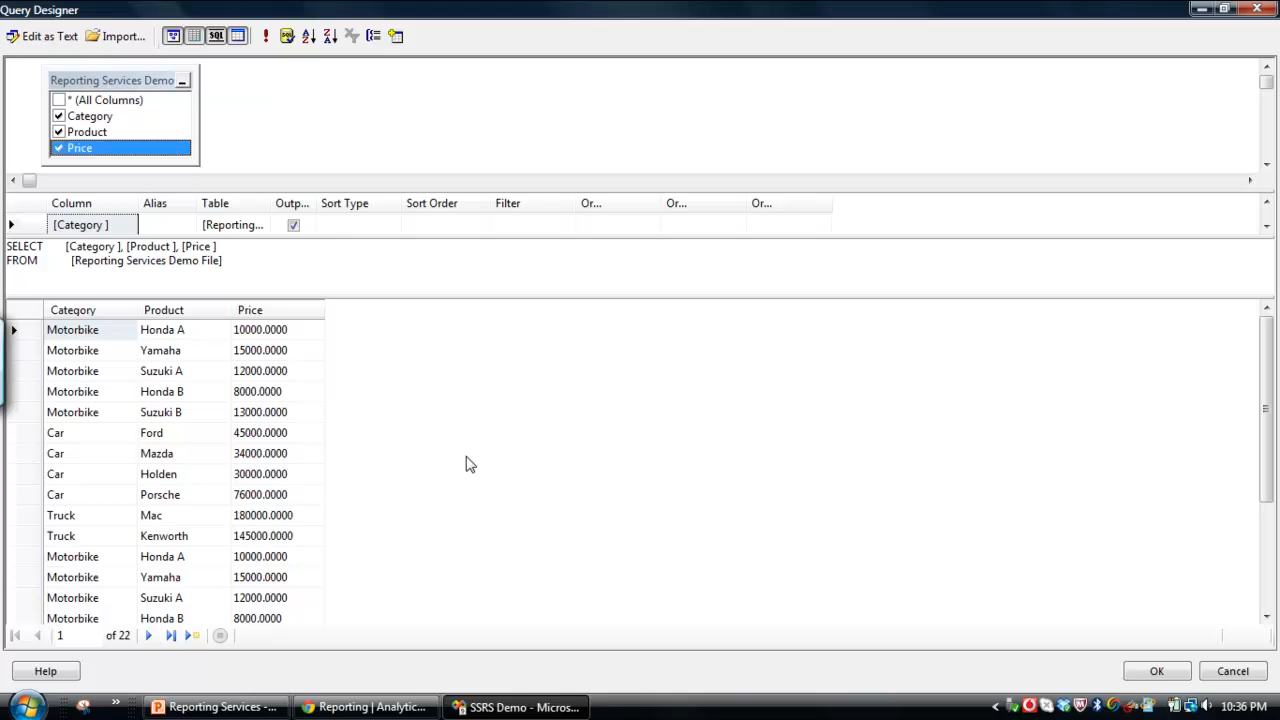 Query Designer
Edit as Text Import... SQL
Reporting Services Demo
* (All Columns)
Category
Product
Price
Column Alias Table Outp... Sort Type Sort Order Filter Or... Or... Or...
[Category ] [Reporting...
SELECT [Category ], [Product ], [Price ]
FROM [Reporting Services Demo File]
Category Product Price
Motorbike Honda A 10000.0000
Motorbike Yamaha 15000.0000
Motorbike Suzuki A 12000.0000
Motorbike Honda B 8000.0000
Motorbike Suzuki B 13000.0000
Car Ford 45000.0000
Car Mazda 34000.0000
Car Holden 30000.0000
Car Porsche 76000.0000
Truck Mac 180000.0000
Truck Kenworth 145000.0000
Motorbike Honda A 10000.0000
Motorbike Yamaha 15000.0000
Motorbike Suzuki A 12000.0000
Motorbike Honda B 8000.0000
1 of 22
Help OK Cancel
Reporting Services -... Reporting | Analytic... SSRS Demo - Micros... 10:36 PM